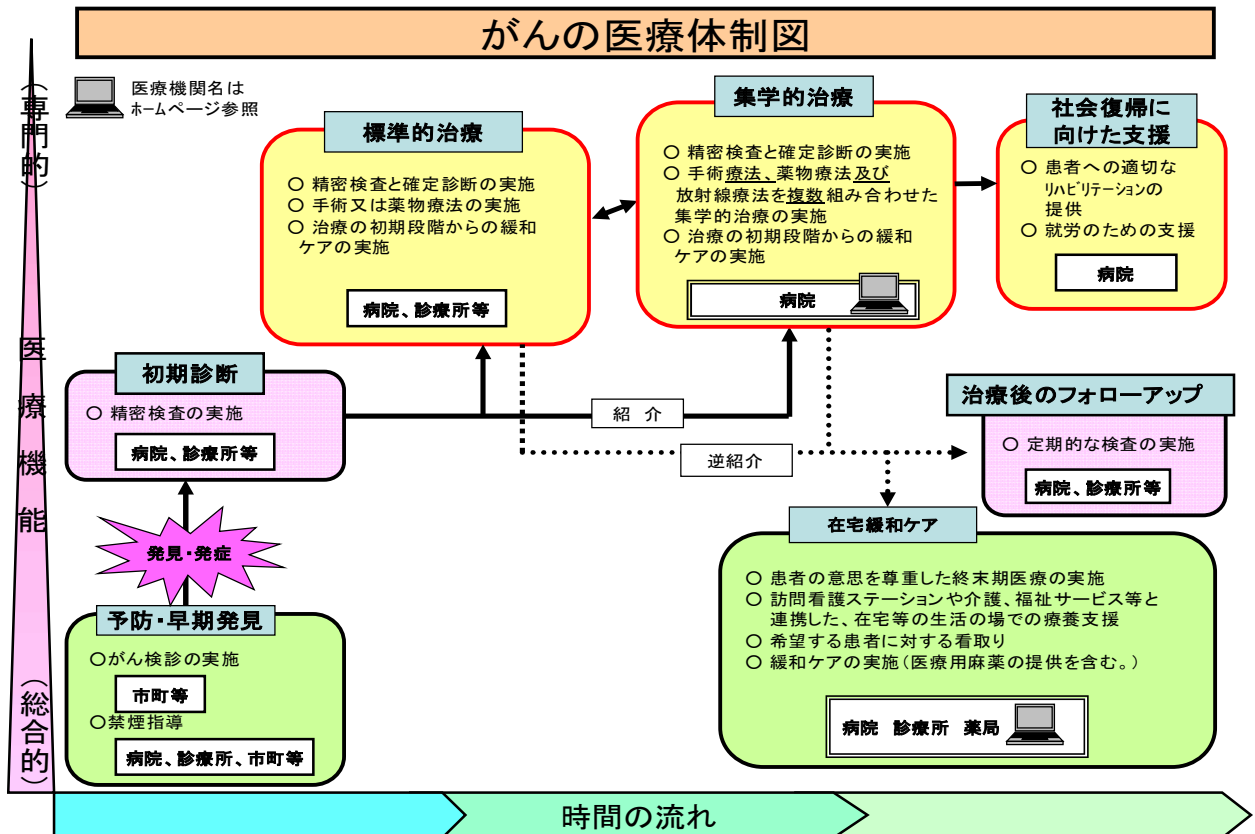 がんの医療体制図
医療機関名は
ホームページ参照
(専門的)
医療機能
(総合的)
標準的治療
○ 精密検査と確定診断の実施
○ 手術又は薬物療法の実施
○ 治療の初期段階からの緩和
ケアの実施
病院、診療所等
集学的治療
○ 精密検査と確定診断の実施
○ 手術療法、薬物療法及び
放射線療法を複数組み合わせた
集学的治療の実施
○ 治療の初期段階からの緩和
ケアの実施
病院
社会復帰に
向けた支援
○ 患者への適切な
リハビリテーションの
提供
○ 就労のための支援
病院
初期診断
○ 精密検査の実施
病院、診療所等
紹 介
逆紹介
治療後のフォローアップ
○ 定期的な検査の実施
病院、診療所等
発見・発症
予防・早期発見
○がん検診の実施
市町等
○禁煙指導
病院、診療所、市町等
在宅緩和ケア
○ 患者の意思を尊重した終末期医療の実施
○ 訪問看護ステーションや介護、福祉サービス等と
連携した、在宅等の生活の場での療養支援
○ 希望する患者に対する看取り
○ 緩和ケアの実施(医療用麻薬の提供を含む。)
病院 診療所 薬局
時間の流れ